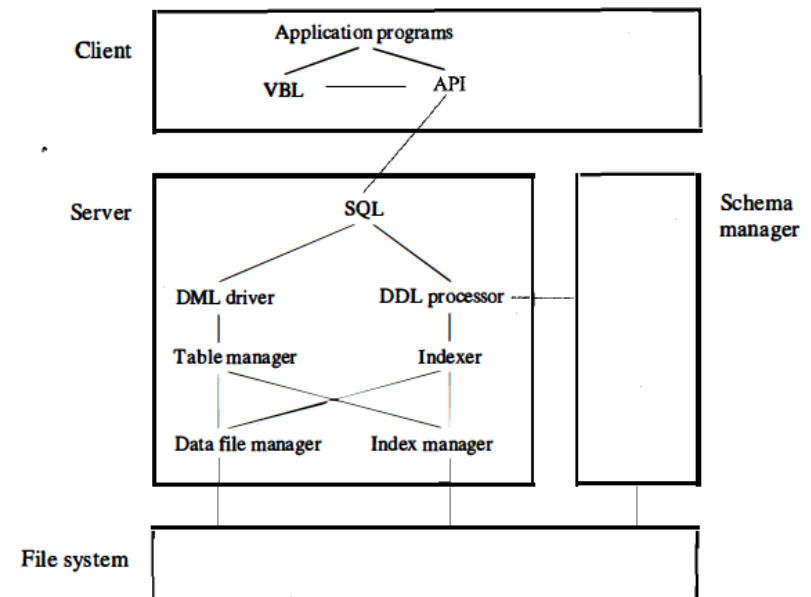 Application programs
Client
VBL
API
Server
SQL
Schema
manager
DML driver
DDL processor
Table manager
Indexer
Data file manager
Index manager
File system